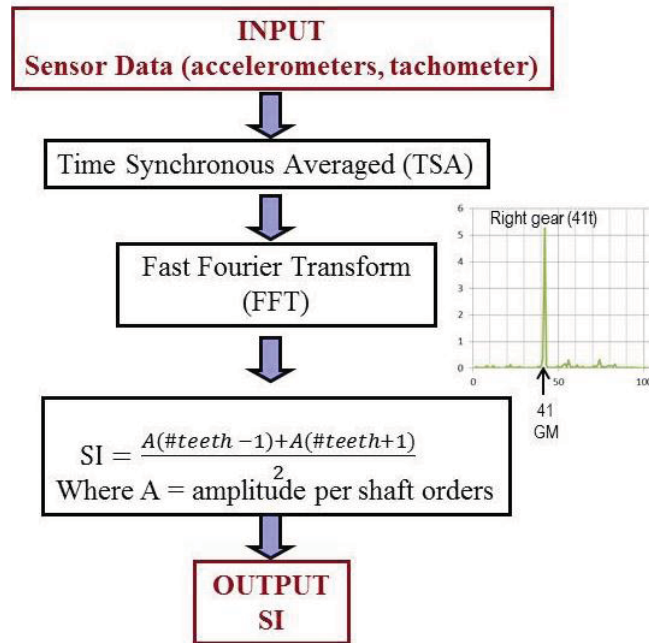 INPUT
Sensor Data (accelerometers, tachometer)
Time Synchronous Averaged (TSA)
Fast Fourier Transform
(FFT)
Right gear (41t)
6
5
4
3
2
1
0
0 50 100
41
GM
SI = A(#teeth −1)+A(#teeth+1)
2
Where A = amplitude per shaft orders
OUTPUT
SI